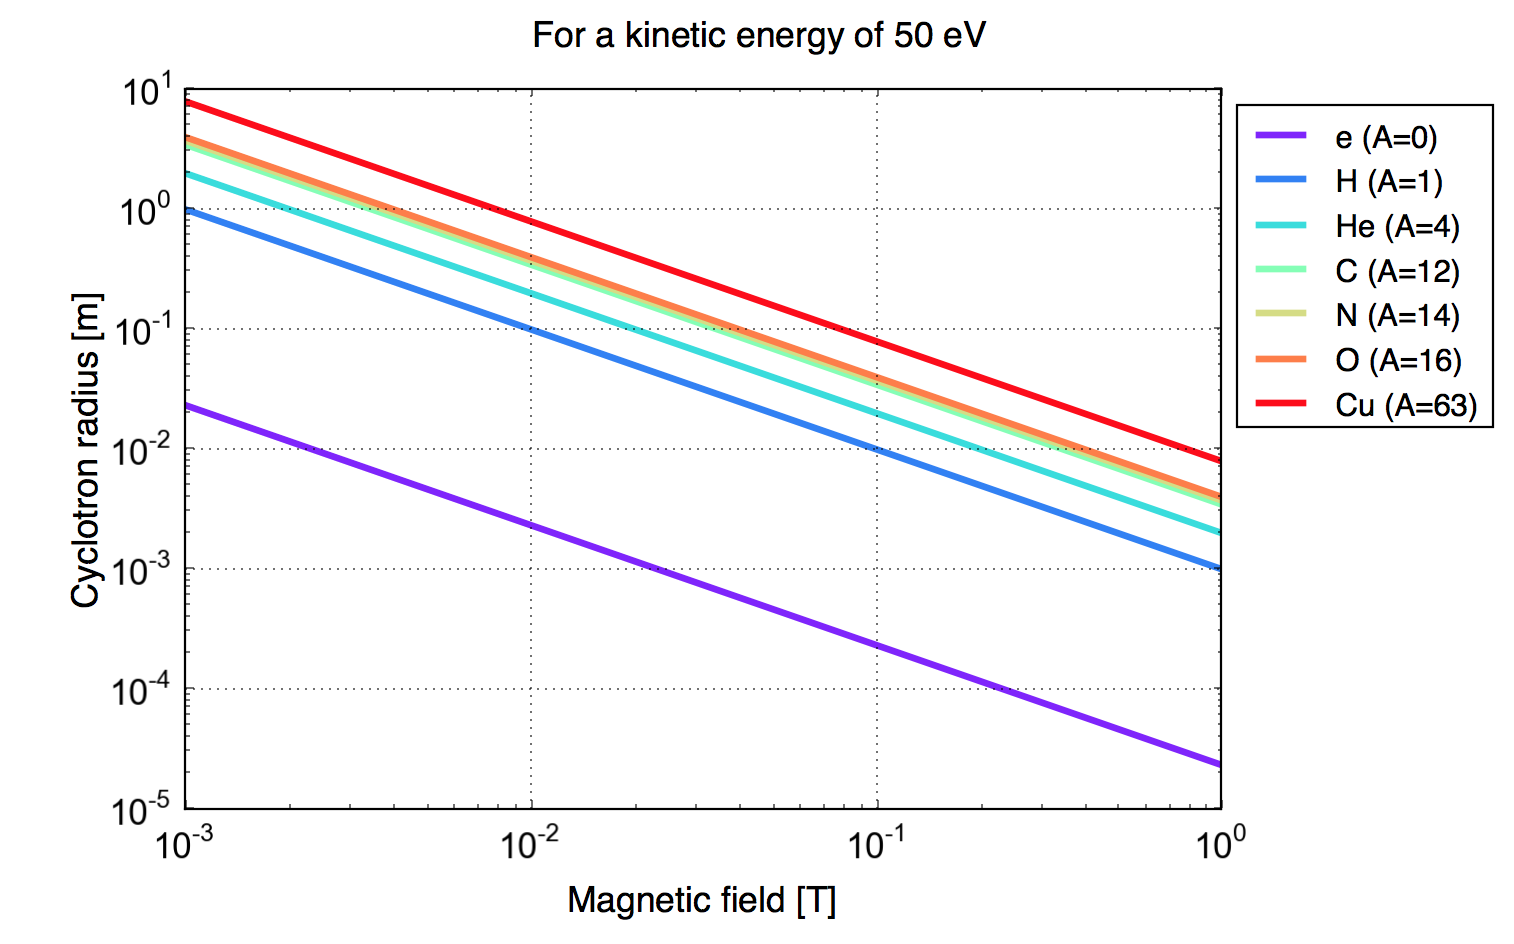 For a kinetic energy of 50 eV
Cyclotron radius [m]
10^1
10^0
10^-1
10^-2
10^-3
10^-4
10^-5
10^-3 10^-2 10^-1 10^0
Magnetic field [T]
e (A=0)
H (A=1)
He (A=4)
C (A=12)
N (A=14)
O (A=16)
Cu (A=63)